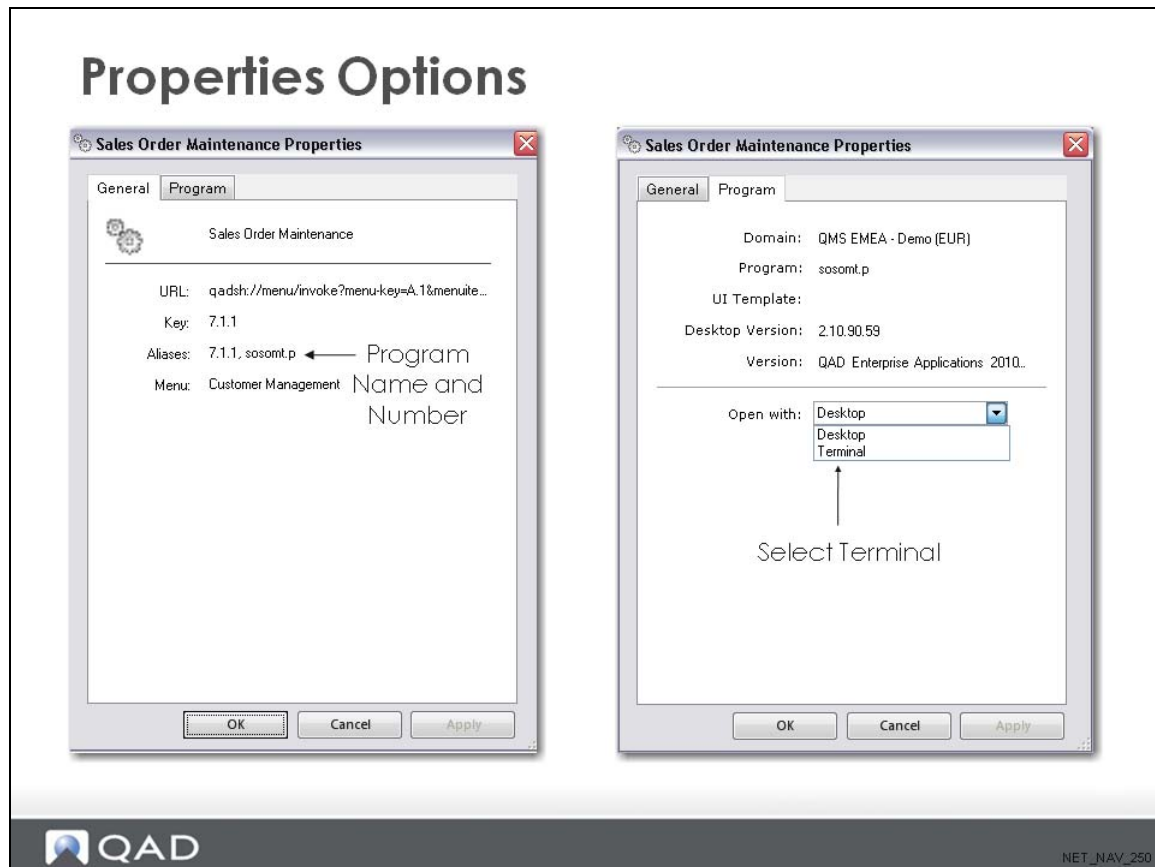 Properties Options
Sales Order Maintenance Properties
General Program
Sales Order Maintenance
URL: qadsh://menu/invoke?menu-key=A.1&menuite...
Key: 7.1.1
Aliases: 7.1.1, sosomt.p
Menu: Customer Management
Program
Name and
Number
OK Cancel Apply
Sales Order Maintenance Properties
General Program
Domain: QMS EMEA - Demo (EUR)
Program: sosomt.p
UI Template:
Desktop Version: 2.10.90.59
Version: QAD Enterprise Applications 2010...
Open with: Desktop
Desktop
Terminal
Select Terminal
OK Cancel Apply
QAD
NET_NAV_250